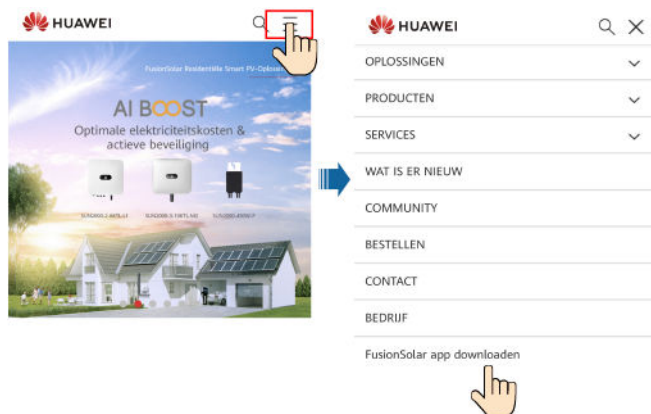 HUAWEI
FusionSolar Residentiële Smart PV-Oploss
AI BOOST
Optimale elektriciteitskosten &
actieve beveiliging
HUAWEI
OPLOSSINGEN
PRODUCTEN
SERVICES
WAT IS ER NIEUW
COMMUNITY
BESTELLEN
CONTACT
BEDRIJF
FusionSolar app downloaden